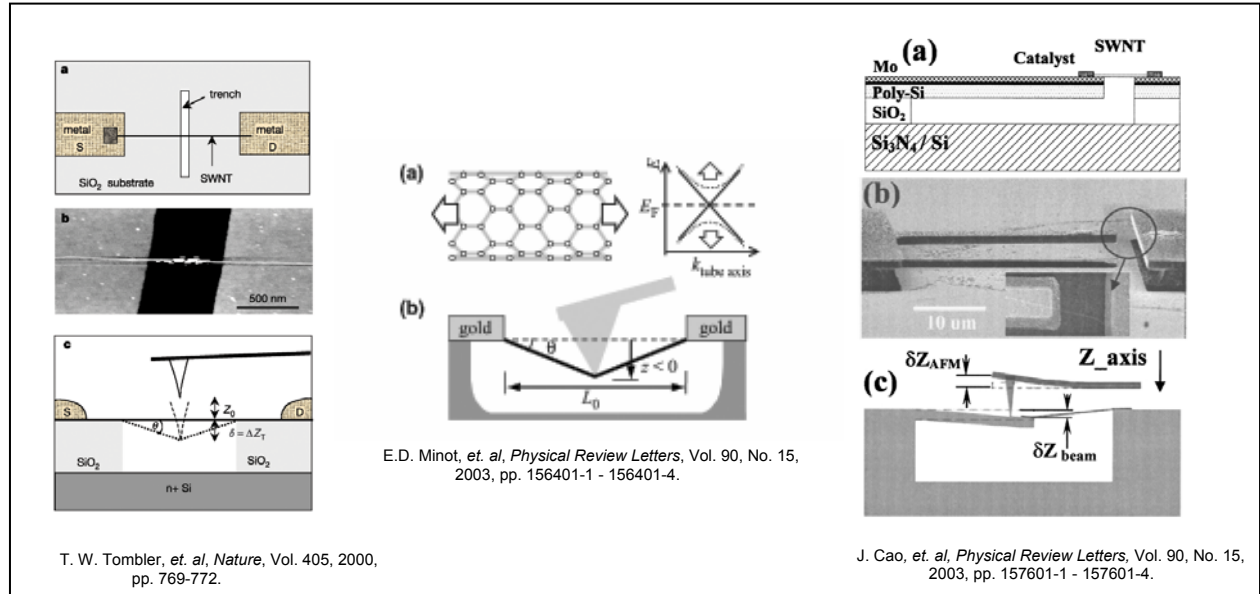 a
trench
metal
S
metal
D
SiO2 substrate
SWNT
b
500 nm
c
S
D
Z0
θ
δ = ΔZT
SiO2
SiO2
n+ Si
T. W. Tombler, et. al, Nature, Vol. 405, 2000,
pp. 769-772.
(a)
EF
k tube axis
(b)
gold
gold
θ
z < 0
L0
E.D. Minot, et. al, Physical Review Letters, Vol. 90, No. 15,
2003, pp. 156401-1 - 156401-4.
(a)
Catalyst
SWNT
Mo
Poly-Si
SiO2
Si3N4 / Si
(b)
10 um
(c)
δZAFM
Z_axis
δZbeam
J. Cao, et. al, Physical Review Letters, Vol. 90, No. 15,
2003, pp. 157601-1 - 157601-4.